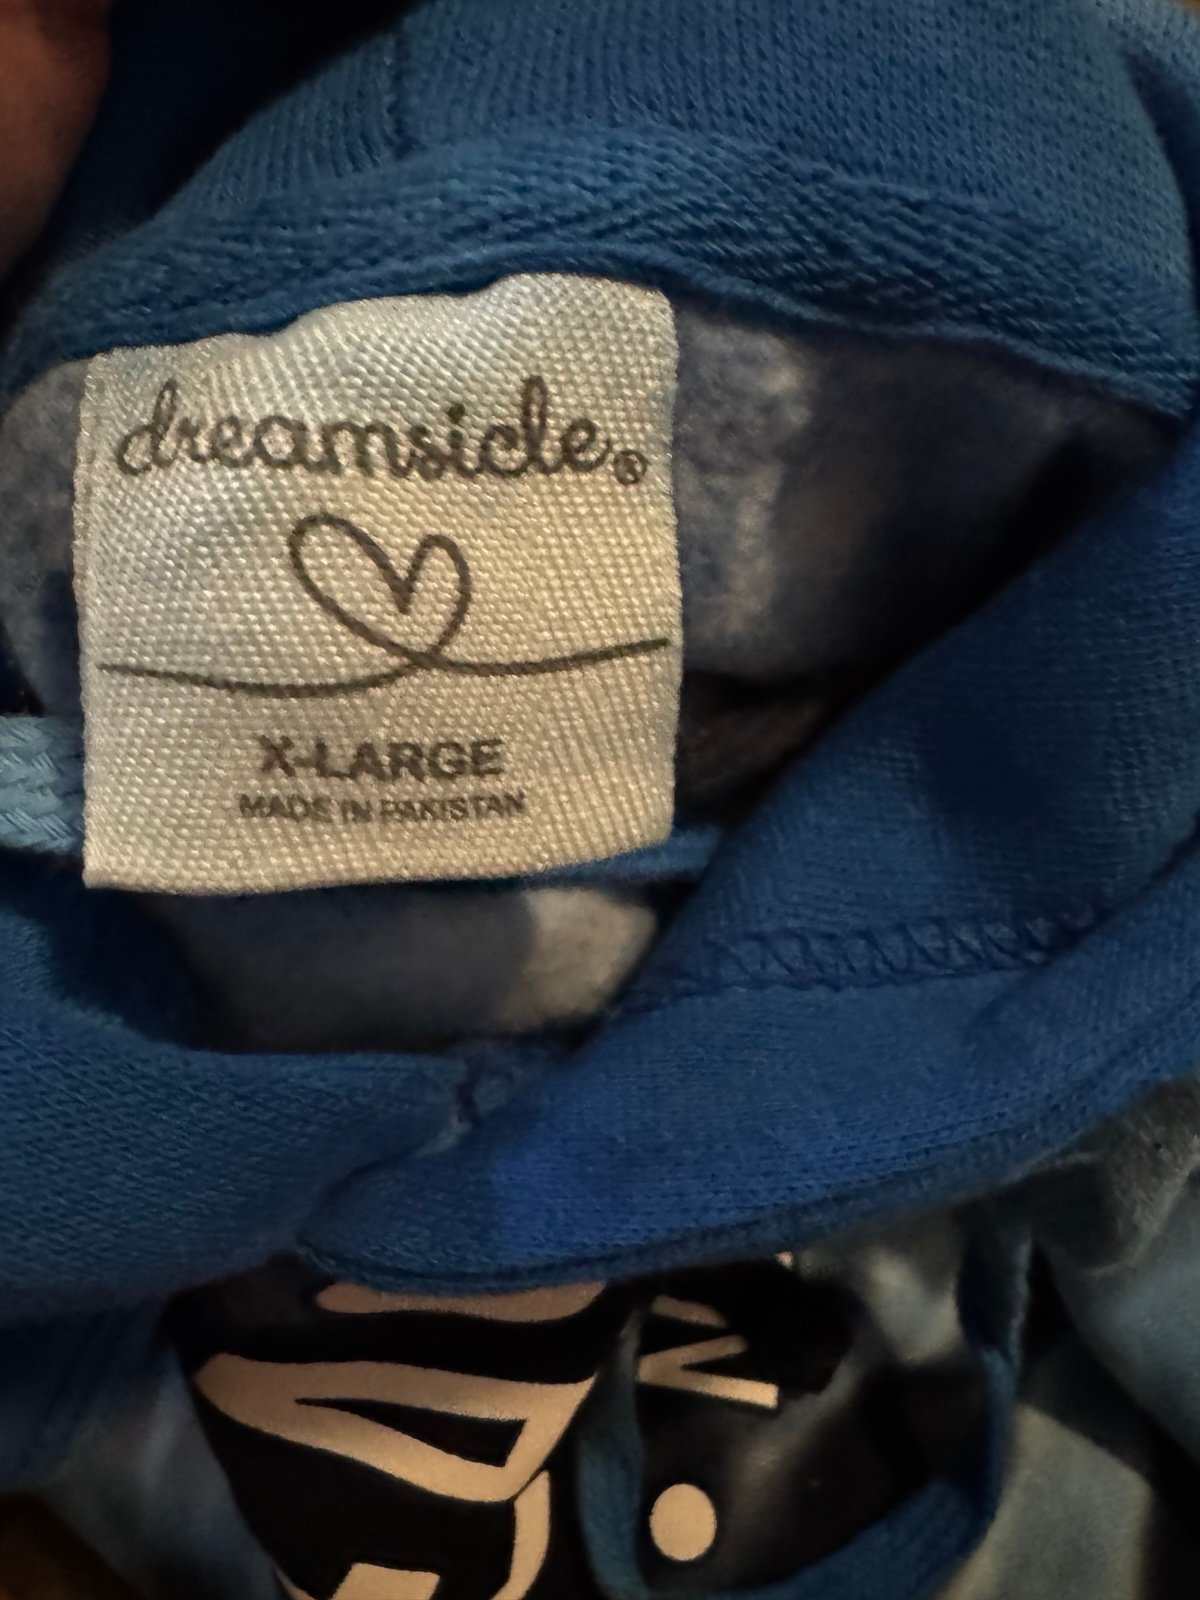 dreamsicle®
X-LARGE
MADE IN PAKISTAN